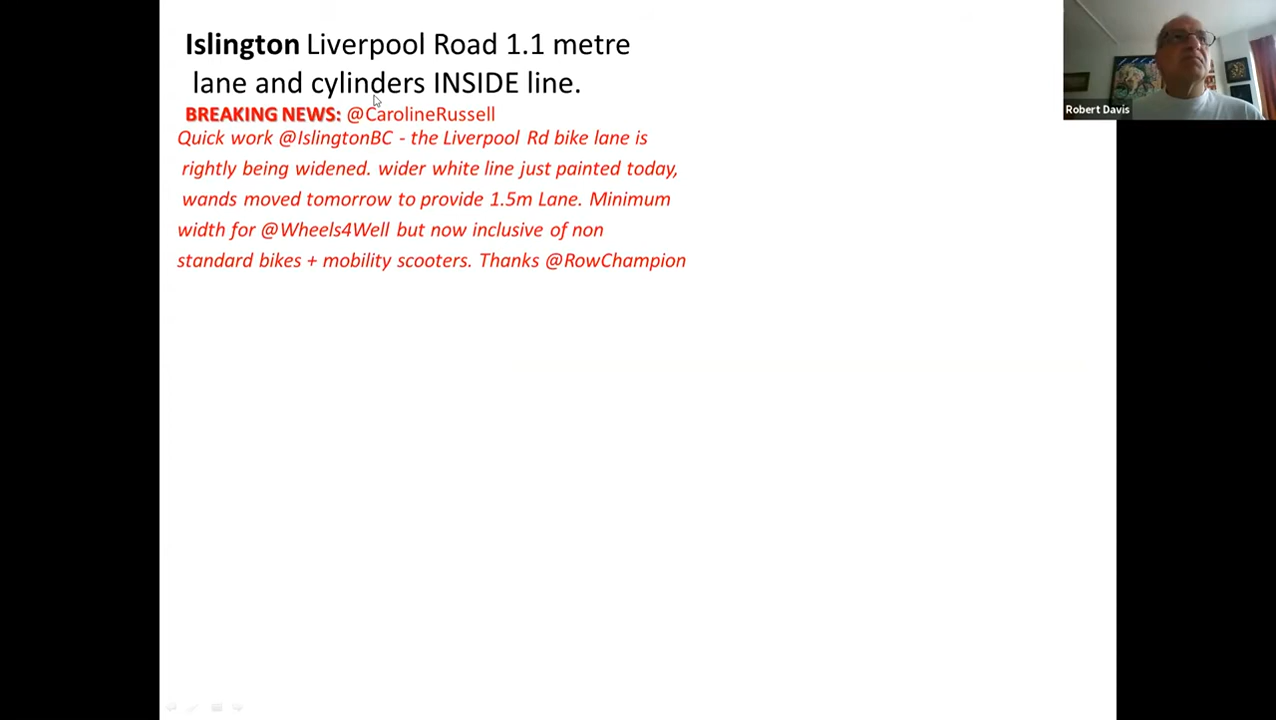 Islington Liverpool Road 1.1 metre
lane and cylinders INSIDE line.
BREAKING NEWS: @CarolineRussell
Quick work @IslingtonBC - the Liverpool Rd bike lane is
rightly being widened. wider white line just painted today,
wands moved tomorrow to provide 1.5m Lane. Minimum
width for @Wheels4Well but now inclusive of non
standard bikes + mobility scooters. Thanks @RowChampion
Robert Davis